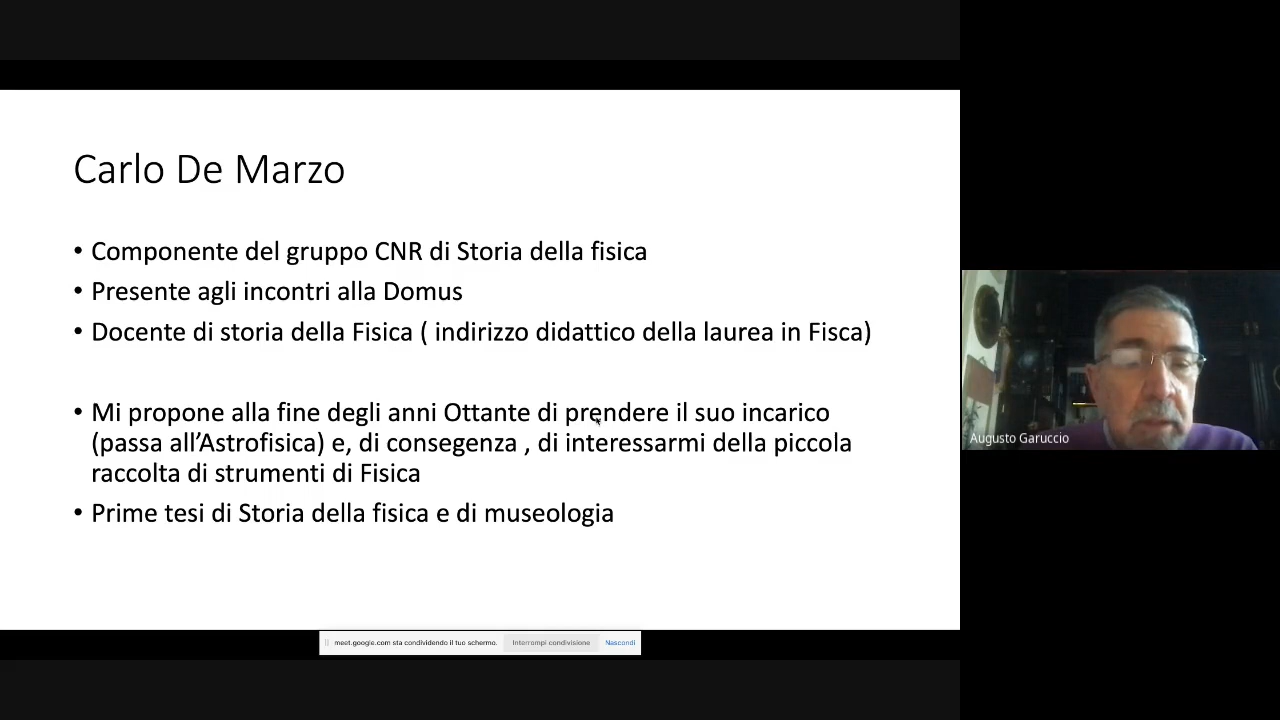 Carlo De Marzo
• Componente del gruppo CNR di Storia della fisica
• Presente agli incontri alla Domus
• Docente di storia della Fisica ( indirizzo didattico della laurea in Fisca)
• Mi propone alla fine degli anni Ottante di prendere il suo incarico
(passa all’Astrofisica) e, di consegenza , di interessarmi della piccola
raccolta di strumenti di Fisica
• Prime tesi di Storia della fisica e di museologia
Augusto Garuccio
meet.google.com sta condividendo il tuo schermo. Interrompi condivisione Nascondi